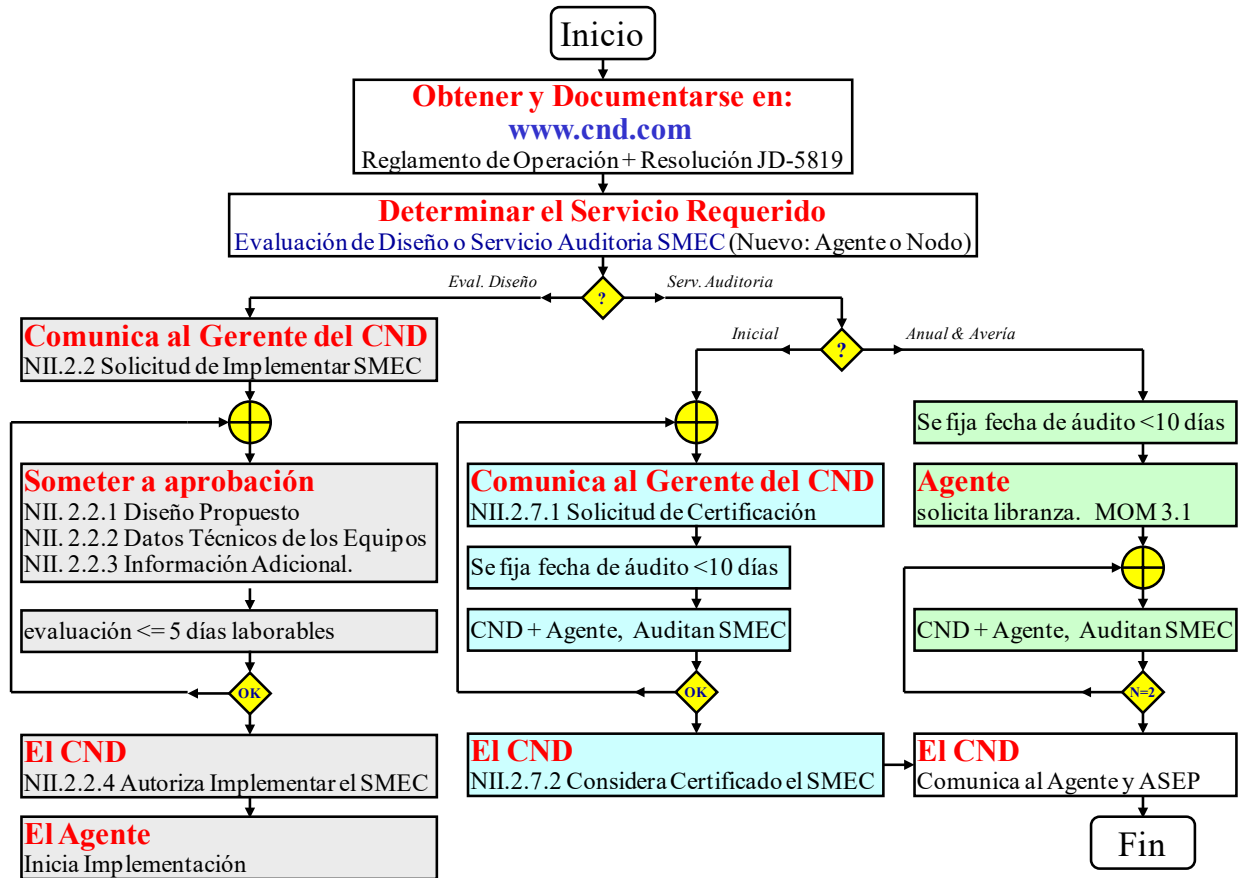 Inicio
Obtener y Documentarse en:
www.cnd.com
Reglamento de Operación + Resolución JD-5819
Determinar el Servicio Requerido
Evaluación de Diseño o Servicio Auditoria SMEC (Nuevo: Agente o Nodo)
Eval. Diseño
?
Serv. Auditoria
Comunica al Gerente del CND
NII.2.2 Solicitud de Implementar SMEC
Someter a aprobación
NII. 2.2.1 Diseño Propuesto
NII. 2.2.2 Datos Técnicos de los Equipos
NII. 2.2.3 Información Adicional.
evaluación <= 5 días laborables
OK
El CND
NII.2.2.4 Autoriza Implementar el SMEC
El Agente
Inicia Implementación
Inicial
?
Anual & Avería
Comunica al Gerente del CND
NII.2.7.1 Solicitud de Certificación
Se fija fecha de áudito <10 días
CND + Agente, Auditan SMEC
OK
El CND
NII.2.7.2 Considera Certificado el SMEC
Se fija fecha de áudito <10 días
Agente
solicita libranza. MOM 3.1
CND + Agente, Auditan SMEC
N=2
El CND
Comunica al Agente y ASEP
Fin